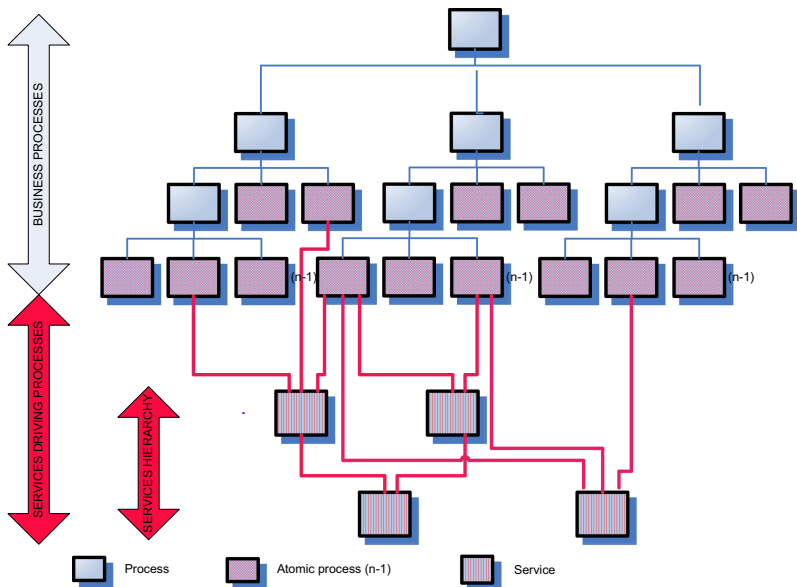 BUSINESS PROCESSES
(n-1)
(n-1)
(n-1)
SERVICES DRIVING PROCESSES
SERVICES HIERARCHY
Process
Atomic process (n-1)
Service